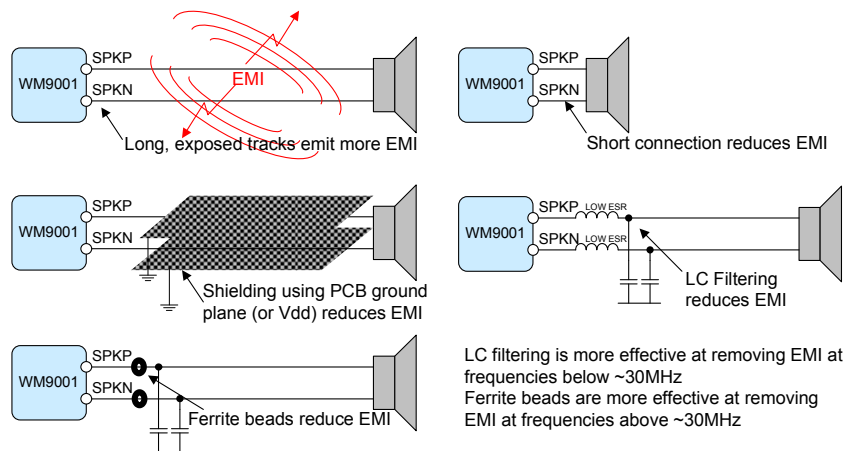 WM9001
SPKP
SPKN
EMI
Long, exposed tracks emit more EMI
WM9001
SPKP
SPKN
Short connection reduces EMI
WM9001
SPKP
SPKN
Shielding using PCB ground
plane (or Vdd) reduces EMI
WM9001
SPKP
LOW ESR
SPKN
LOW ESR
LC Filtering
reduces EMI
WM9001
SPKP
SPKN
Ferrite beads reduce EMI
LC filtering is more effective at removing EMI at
frequencies below ~30MHz
Ferrite beads are more effective at removing
EMI at frequencies above ~30MHz